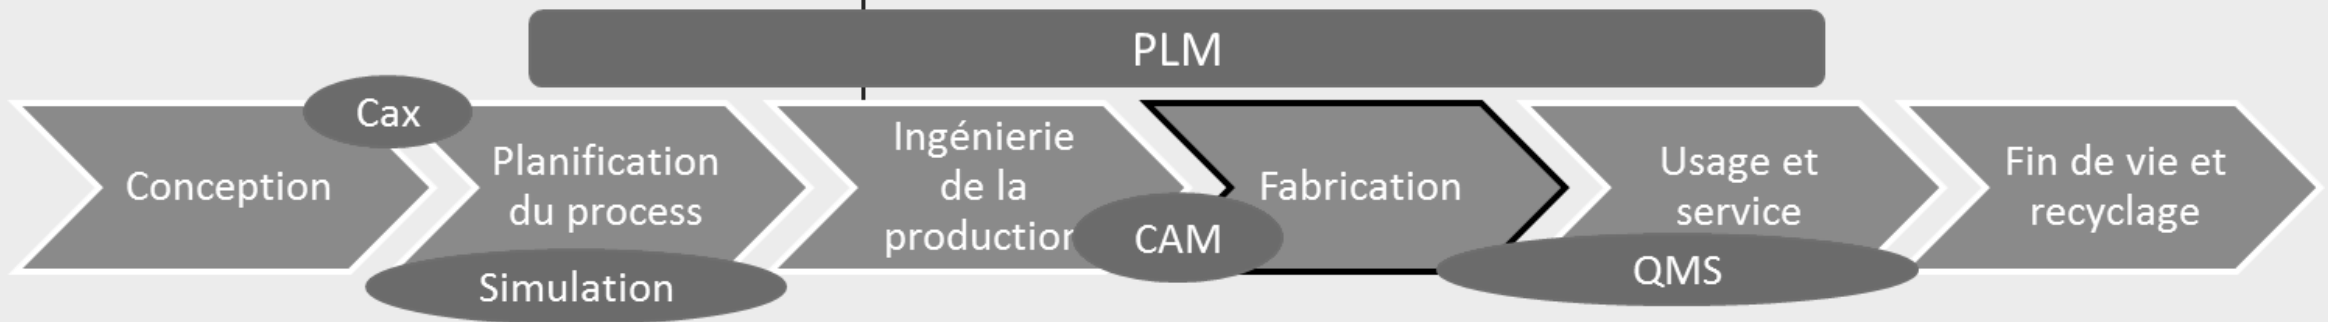 PLM
Cax
Conception
Planification
du process
Simulation
Ingénierie
de la
production
CAM
Fabrication
Usage et
service
QMS
Fin de vie et
recyclage